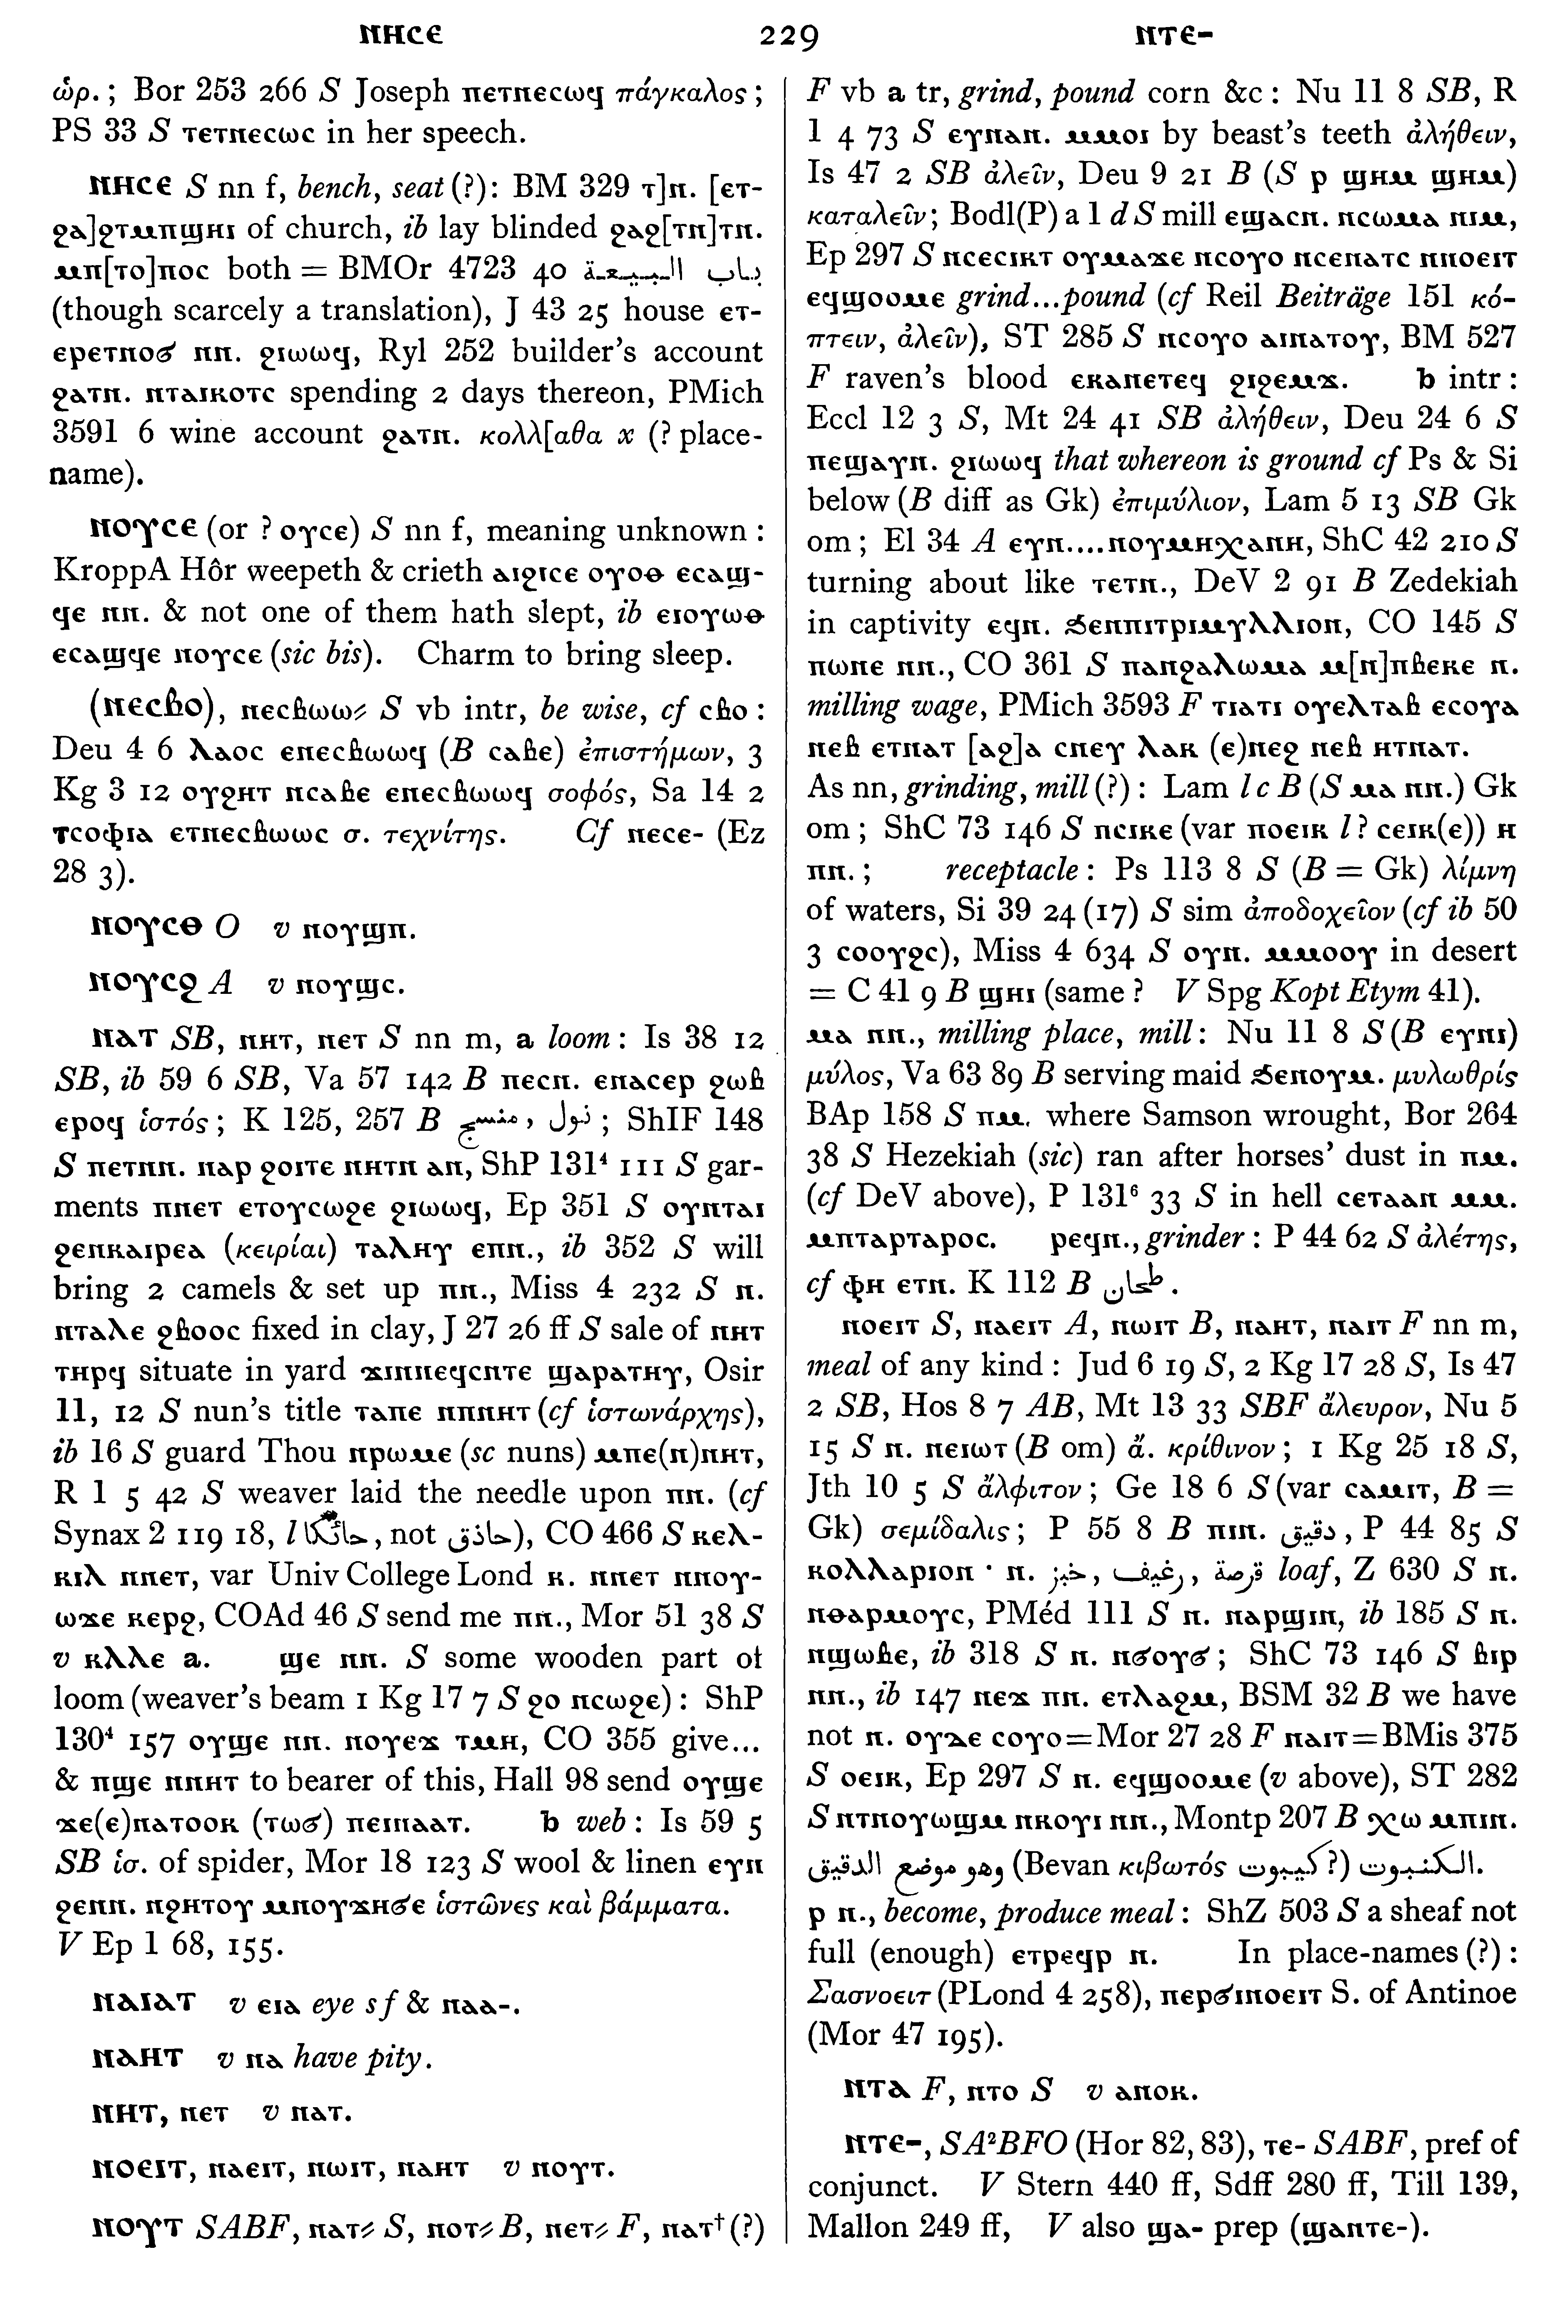 ⲛⲏⲥⲉ 229 ⲛⲧⲉ-
ὡρ.; Bor 253 266 S Joseph ⲡⲉⲧⲛⲉⲥⲱϥ πάγκαλος;
PS 33 S ⲧⲉⲧⲛⲉⲥⲱⲥ in her speech.
ⲛⲏⲥⲉ S nn f, bench, seat (?): BM 329 ⲧ]ⲛ. [ⲉⲧ-
ϩⲁ]ϩⲧⲙⲡϣⲏⲓ of church, ib lay blinded ϩⲁϩ[ⲧⲛ]ⲧⲛ.
ⲙⲡ[ⲧⲟ]ⲡⲟⲥ both = BMOr 4723 40 باب البيعة
(though scarcely a translation), J 43 25 house ⲉⲧ-
ⲉⲣⲉⲧⲛⲟϭ ⲛⲛ. ϩⲓⲱⲱϥ, Ryl 252 builder's account
ϩⲁⲧⲛ. ⲛⲧⲁⲓⲕⲟⲧⲥ spending 2 days thereon, PMich
3591 6 wine account ϩⲁⲧⲛ. κολλ[αθα x (? place-
name).
ⲛⲟⲩⲥⲉ (or ? ⲟⲩⲥⲉ) S nn f, meaning unknown:
KroppA Hôr weepeth & crieth ⲁⲓϩⲓⲥⲉ ⲟⲩⲟⲑ ⲉⲥⲁϣ-
ϥⲉ ⲛⲛ. & not one of them hath slept, ib ⲉⲓⲟⲩⲱⲑ
ⲉⲥⲁϣϥⲉ ⲛⲟⲩⲥⲉ (sic bis). Charm to bring sleep.
(ⲛⲉⲥⲃⲟ), ⲛⲉⲥⲃⲱⲱ⸗ S vb intr, be wise, cf ⲥⲃⲟ:
Deu 4 6 ⲗⲁⲟⲥ ⲉⲛⲉⲥⲃⲱⲱϥ (B ⲥⲁⲃⲉ) ἐπιστήμων, 3
Kg 3 12 ⲟⲩϩⲏⲧ ⲛⲥⲁⲃⲉ ⲉⲛⲉⲥⲃⲱⲱϥ σοφός, Sa 14 2
ⲧⲥⲟⲫⲓⲁ ⲉⲧⲛⲉⲥⲃⲱⲱⲥ σ. τεχνίτης. Cf ⲛⲉⲥⲉ- (Ez
28 3).
ⲛⲟⲩⲥⲑ O v ⲛⲟⲩϣⲡ.
ⲛⲟⲩⲥϩ A v ⲛⲟⲩϣⲥ.
ⲛⲁⲧ SB, ⲛⲏⲧ, ⲛⲉⲧ S nn m, a loom: Is 38 12
SB, ib 59 6 SB, Va 57 142 B ⲡⲉⲥⲛ. ⲉⲛⲁⲥⲉⲣ ϩⲱⲃ
ⲉⲣⲟϥ ἱστός; K 125, 257 B نول, منسج; ShIF 148
S ⲡⲉⲧⲛⲛ. ⲛⲁⲣ ϩⲟⲓⲧⲉ ⲛⲏⲧⲛ ⲁⲛ, ShP 131⁴ 111 S gar-
ments ⲛⲛⲉⲧ ⲉⲧⲟⲩⲥⲱϩⲉ ϩⲓⲱⲱϥ, Ep 351 S ⲟⲩⲛⲧⲁⲓ
ϩⲉⲛⲕⲁⲓⲣⲉⲁ (κειρίαι) ⲧⲁⲗⲏⲩ ⲉⲡⲛ., ib 352 S will
bring 2 camels & set up ⲡⲛ., Miss 4 232 S ⲛ.
ⲛⲧⲁⲗⲉ ϩⲃⲟⲟⲥ fixed in clay, J 27 26 ff S sale of ⲡⲏⲧ
ⲧⲏⲣϥ situate in yard ϫⲓⲛⲛⲉϥⲥⲛⲧⲉ ϣⲁⲣⲁⲧⲏⲩ, Osir
11, 12 S nun's title ⲧⲁⲡⲉ ⲛⲛⲛⲏⲧ (cf ἱστωνάρχης),
ib 16 S guard Thou ⲛⲣⲱⲙⲉ (sc nuns) ⲙⲡⲉ(ⲛ)ⲛⲏⲧ,
R 1 5 42 S weaver laid the needle upon ⲡⲛ. (cf
Synax 2 119 18, l حائك, not حاذق), CO 466 S ⲕⲉⲗ-
ⲕⲓⲗ ⲛⲛⲉⲧ, var Univ College Lond ⲕ. ⲛⲛⲉⲧ ⲛⲛⲟⲩ-
ⲱϫⲉ ⲕⲉⲣϩ, COAd 46 S send me ⲡⲛ., Mor 51 38 S
v ⲕⲗⲗⲉ a. ϣⲉ ⲛⲛ. S some wooden part of
loom (weaver's beam 1 Kg 17 7 S ϩⲟ ⲛⲥⲱϩⲉ): ShP
130⁴ 157 ⲟⲩϣⲉ ⲛⲛ. ⲛⲟⲩⲉϫ ⲧⲙⲏ, CO 355 give...
& ⲡϣⲉ ⲛⲛⲏⲧ to bearer of this, Hall 98 send ⲟⲩϣⲉ
ϫⲉ(ⲉ)ⲛⲁⲧⲟⲟⲕ (ⲧⲱϭ) ⲡⲉⲓⲛⲁⲁⲧ. b web: Is 59 5
SB ἱσ. of spider, Mor 18 123 S wool & linen ⲉⲩⲛ
ϩⲉⲛⲛ. ⲛϩⲏⲧⲟⲩ ⲙⲛⲟⲩϫⲏϭⲉ ἱστῶνες καὶ βάμματα.
V Ep 1 68, 155.
ⲛⲁⲓⲁⲧ v ⲉⲓⲁ eye sf & ⲛⲁⲁ-.
ⲛⲁⲏⲧ v ⲛⲁ have pity.
ⲛⲏⲧ, ⲛⲉⲧ v ⲛⲁⲧ.
ⲛⲟⲉⲓⲧ, ⲛⲁⲉⲓⲧ, ⲛⲱⲓⲧ, ⲛⲁⲏⲧ v ⲛⲟⲩⲧ.
ⲛⲟⲩⲧ SABF, ⲛⲁⲧ⸗ S, ⲛⲟⲧ⸗ B, ⲛⲉⲧ⸗ F, ⲛⲁⲧ† (?)
F vb a tr, grind, pound corn &c: Nu 11 8 SB, R
1 4 73 S ⲉⲩⲛⲁⲛ. ⲙⲙⲟⲓ by beast's teeth ἀλήθειν,
Is 47 2 SB ἀλεῖν, Deu 9 21 B (S ⲣ ϣⲏⲙ ϣⲏⲙ)
καταλεῖν; Bodl(P) a 1 d S mill ⲉϣⲁⲥⲛ. ⲛⲥⲱⲙⲁ ⲛⲓⲙ,
Ep 297 S ⲛⲥⲉⲥⲓⲕⲧ ⲟⲩⲙⲁϫⲉ ⲛⲥⲟⲩⲟ ⲛⲥⲉⲛⲁⲧⲥ ⲛⲛⲟⲉⲓⲧ
ⲉϥϣⲟⲟⲙⲉ grind...pound (cf Reil Beiträge 151 κό-
πτειν, ἀλεῖν), ST 285 S ⲛⲥⲟⲩⲟ ⲁⲓⲛⲁⲧⲟⲩ, BM 527
F raven's blood ⲉⲕⲁⲛⲉⲧⲉϥ ϩⲓϩⲉⲙϫ. b intr:
Eccl 12 3 S, Mt 24 41 SB ἀλήθειν, Deu 24 6 S
ⲡⲉϣⲁⲩⲛ. ϩⲓⲱⲱϥ that whereon is ground cf Ps & Si
below (B diff as Gk) ἐπιμύλιον, Lam 5 13 SB Gk
om; El 34 A ⲉⲩⲛ....ⲛⲟⲩⲙⲏⲭⲁⲛⲏ, ShC 42 210 S
turning about like ⲧⲉⲧⲛ., DeV 2 91 B Zedekiah
in captivity ⲉϥⲛ. ϧⲉⲛⲡⲓⲧⲣⲓⲙⲩⲗⲗⲓⲟⲛ, CO 145 S
ⲡⲱⲛⲉ ⲛⲛ., CO 361 S ⲡⲁⲛϩⲁⲗⲱⲙⲁ ⲙ[ⲛ]ⲡⲃⲉⲕⲉ ⲛ.
milling wage, PMich 3593 F ⲧⲓⲁⲧⲓ ⲟⲩⲉⲗⲧⲁⲃ ⲉⲥⲟⲩⲁ
ⲛⲉⲃ ⲉⲧⲛⲁⲧ [ⲁϩ]ⲁ ⲥⲛⲉⲩ ⲗⲁⲕ (ⲉ)ⲛⲉϩ ⲛⲉⲃ ⲏⲧⲛⲁⲧ.
As nn, grinding, mill (?): Lam l c B (S ⲙⲁ ⲛⲛ.) Gk
om; ShC 73 146 S ⲛⲥⲓⲕⲉ (var ⲛⲟⲉⲓⲕ l ? ⲥⲉⲓⲕ(ⲉ)) ⲏ
ⲛⲛ.; receptacle: Ps 113 8 S (B = Gk) λίμνη
of waters, Si 39 24 (17) S sim ἀποδοχεῖον (cf ib 50
3 ⲥⲟⲟⲩϩⲥ), Miss 4 634 S ⲟⲩⲛ. ⲙⲙⲟⲟⲩ in desert
= C 41 9 B ϣⲏⲓ (same ? V Spg Kopt Etym 41).
ⲙⲁ ⲛⲛ., milling place, mill: Nu 11 8 S (B ⲉⲩⲛⲓ)
μύλος, Va 63 89 B serving maid ϧⲉⲛⲟⲩⲙ. μυλωθρίς
BAp 158 S ⲡⲙ. where Samson wrought, Bor 264
38 S Hezekiah (sic) ran after horses' dust in ⲡⲙ.
(cf DeV above), P 131⁶ 33 S in hell ⲥⲉⲧⲁⲁⲛ ⲙⲙ.
ⲙⲡⲧⲁⲣⲧⲁⲣⲟⲥ. ⲣⲉϥⲛ., grinder: P 44 62 S ἀλέτης,
cf ⲫⲏ ⲉⲧⲛ. K 112 B طحان.
ⲛⲟⲉⲓⲧ S, ⲛⲁⲉⲓⲧ A, ⲛⲱⲓⲧ B, ⲛⲁⲏⲧ, ⲛⲁⲓⲧ F nn m,
meal of any kind: Jud 6 19 S, 2 Kg 17 28 S, Is 47
2 SB, Hos 8 7 AB, Mt 13 33 SBF ἄλευρον, Nu 5
15 S ⲛ. ⲛⲉⲓⲱⲧ (B om) ἄ. κρίθινον; 1 Kg 25 18 S,
Jth 10 5 S ἄλφιτον; Ge 18 6 S (var ⲥⲁⲙⲓⲧ, B =
Gk) σεμίδαλις; P 55 8 B ⲡⲓⲛ. دقيق, P 44 85 S
ⲕⲟⲗⲗⲁⲣⲓⲟⲛ · ⲛ. قرصة, رغيف, خبز loaf, Z 630 S ⲛ.
ⲛⲑⲁⲣⲙⲟⲩⲥ, PMéd 111 S ⲛ. ⲛⲁⲣϣⲓⲛ, ib 185 S ⲛ.
ⲛϣⲱⲃⲉ, ib 318 S ⲛ. ⲛϭⲟⲩϭ; ShC 73 146 S ⲃⲓⲣ
ⲛⲛ., ib 147 ⲛⲉϫ ⲡⲛ. ⲉⲧⲗⲁϩⲙ, BSM 32 B we have
not ⲛ. ⲟⲩⲇⲉ ⲥⲟⲩⲟ=Mor 27 28 F ⲛⲁⲓⲧ=BMis 375
S ⲟⲉⲓⲕ, Ep 297 S ⲛ. ⲉϥϣⲟⲟⲙⲉ (v above), ST 282
S ⲛⲧⲛⲟⲩⲱϣⲙ ⲛⲕⲟⲩⲓ ⲛⲛ., Montp 207 B ⲭⲱ ⲙⲡⲓⲛ.
الكنبوت (? كيبوت Bevan κιβωτός) وهو موضع الدقيق.
ⲣ ⲛ., become, produce meal: ShZ 503 S a sheaf not
full (enough) ⲉⲧⲣⲉϥⲣ ⲛ. In place-names (?):
Σασνοειτ (PLond 4 258), ⲡⲉⲣϭⲓⲛⲟⲉⲓⲧ S. of Antinoe
(Mor 47 195).
ⲛⲧⲁ F, ⲛⲧⲟ S v ⲁⲛⲟⲕ.
ⲛⲧⲉ-, SA²BFO (Hor 82, 83), ⲧⲉ- SABF, pref of
conjunct. V Stern 440 ff, Sdff 280 ff, Till 139,
Mallon 249 ff, V also ϣⲁ- prep (ϣⲁⲛⲧⲉ-).